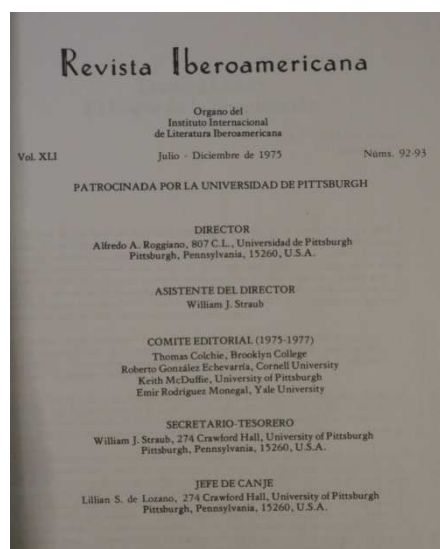 Revista Iberoamericana
Organo del
Instituto Internacional
de Literatura Iberoamericana
Vol. XLI Julio - Diciembre de 1975 Núms. 92-93
PATROCINADA POR LA UNIVERSIDAD DE PITTSBURGH
DIRECTOR
Alfredo A. Roggiano, 807 C.L., Universidad de Pittsburgh
Pittsburgh, Pennsylvania, 15260, U.S.A.
ASISTENTE DEL DIRECTOR
William J. Straub
COMITE EDITORIAL (1975-1977)
Thomas Colchie, Brooklyn College
Roberto González Echevarría, Cornell University
Keith McDuffie, University of Pittsburgh
Emir Rodríguez Monegal, Yale University
SECRETARIO-TESORERO
William J. Straub, 274 Crawford Hall, University of Pittsburgh
Pittsburgh, Pennsylvania, 15260, U.S.A.
JEFE DE CANJE
Lillian S. de Lozano, 274 Crawford Hall, University of Pittsburgh
Pittsburgh, Pennsylvania, 15260, U.S.A.